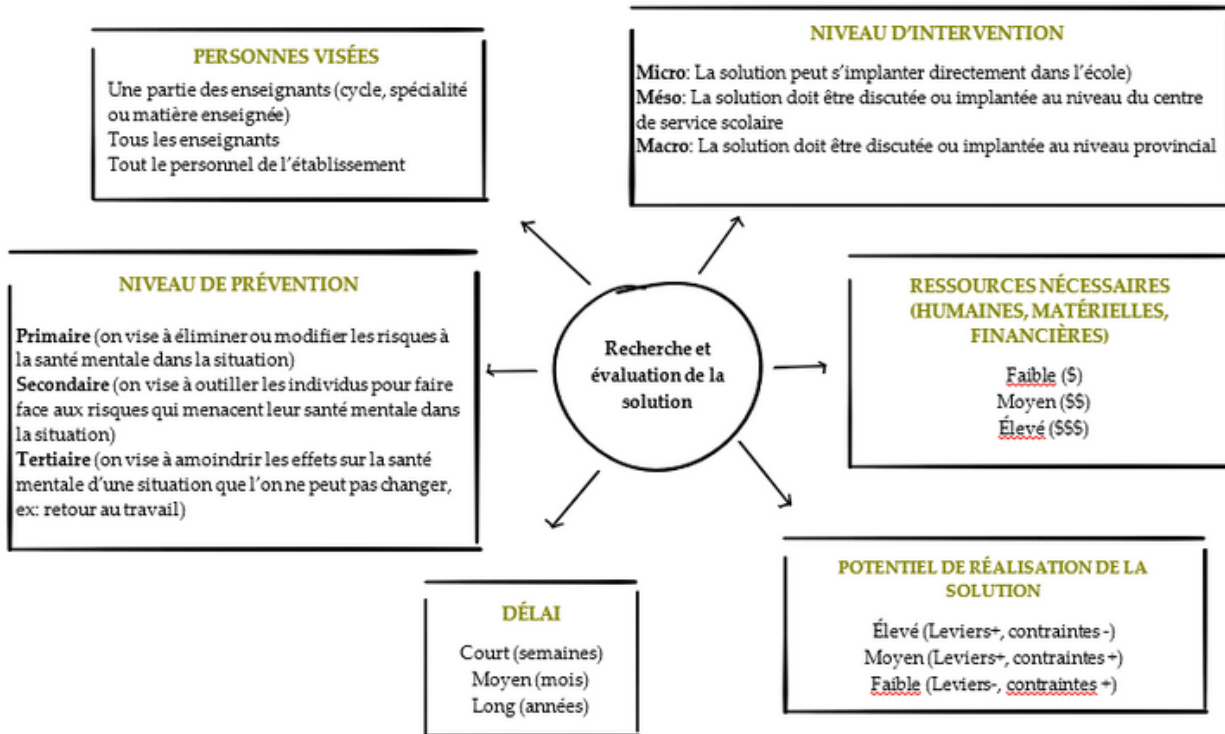 PERSONNES VISÉES
Une partie des enseignants (cycle, spécialité
ou matière enseignée)
Tous les enseignants
Tout le personnel de l'établissement
NIVEAU D'INTERVENTION
Micro: La solution peut s'implanter directement dans l'école)
Méso: La solution doit être discutée ou implantée au niveau du centre
de service scolaire
Macro: La solution doit être discutée ou implantée au niveau provincial
NIVEAU DE PRÉVENTION
Primaire (on vise à éliminer ou modifier les risques à
la santé mentale dans la situation)
Secondaire (on vise à outiller les individus pour faire
face aux risques qui menacent leur santé mentale dans
la situation)
Tertiaire (on vise à amoindrir les effets sur la santé
mentale d'une situation que l'on ne peut pas changer,
ex: retour au travail)
Recherche et
évaluation de la
solution
RESSOURCES NÉCESSAIRES
(HUMAINES, MATÉRIELLES,
FINANCIÈRES)
Faible ($)
Moyen ($$)
Élevé ($$$)
DÉLAI
Court (semaines)
Moyen (mois)
Long (années)
POTENTIEL DE RÉALISATION DE LA
SOLUTION
Élevé (Leviers+, contraintes -)
Moyen (Leviers+, contraintes +)
Faible (Leviers-, contraintes +)